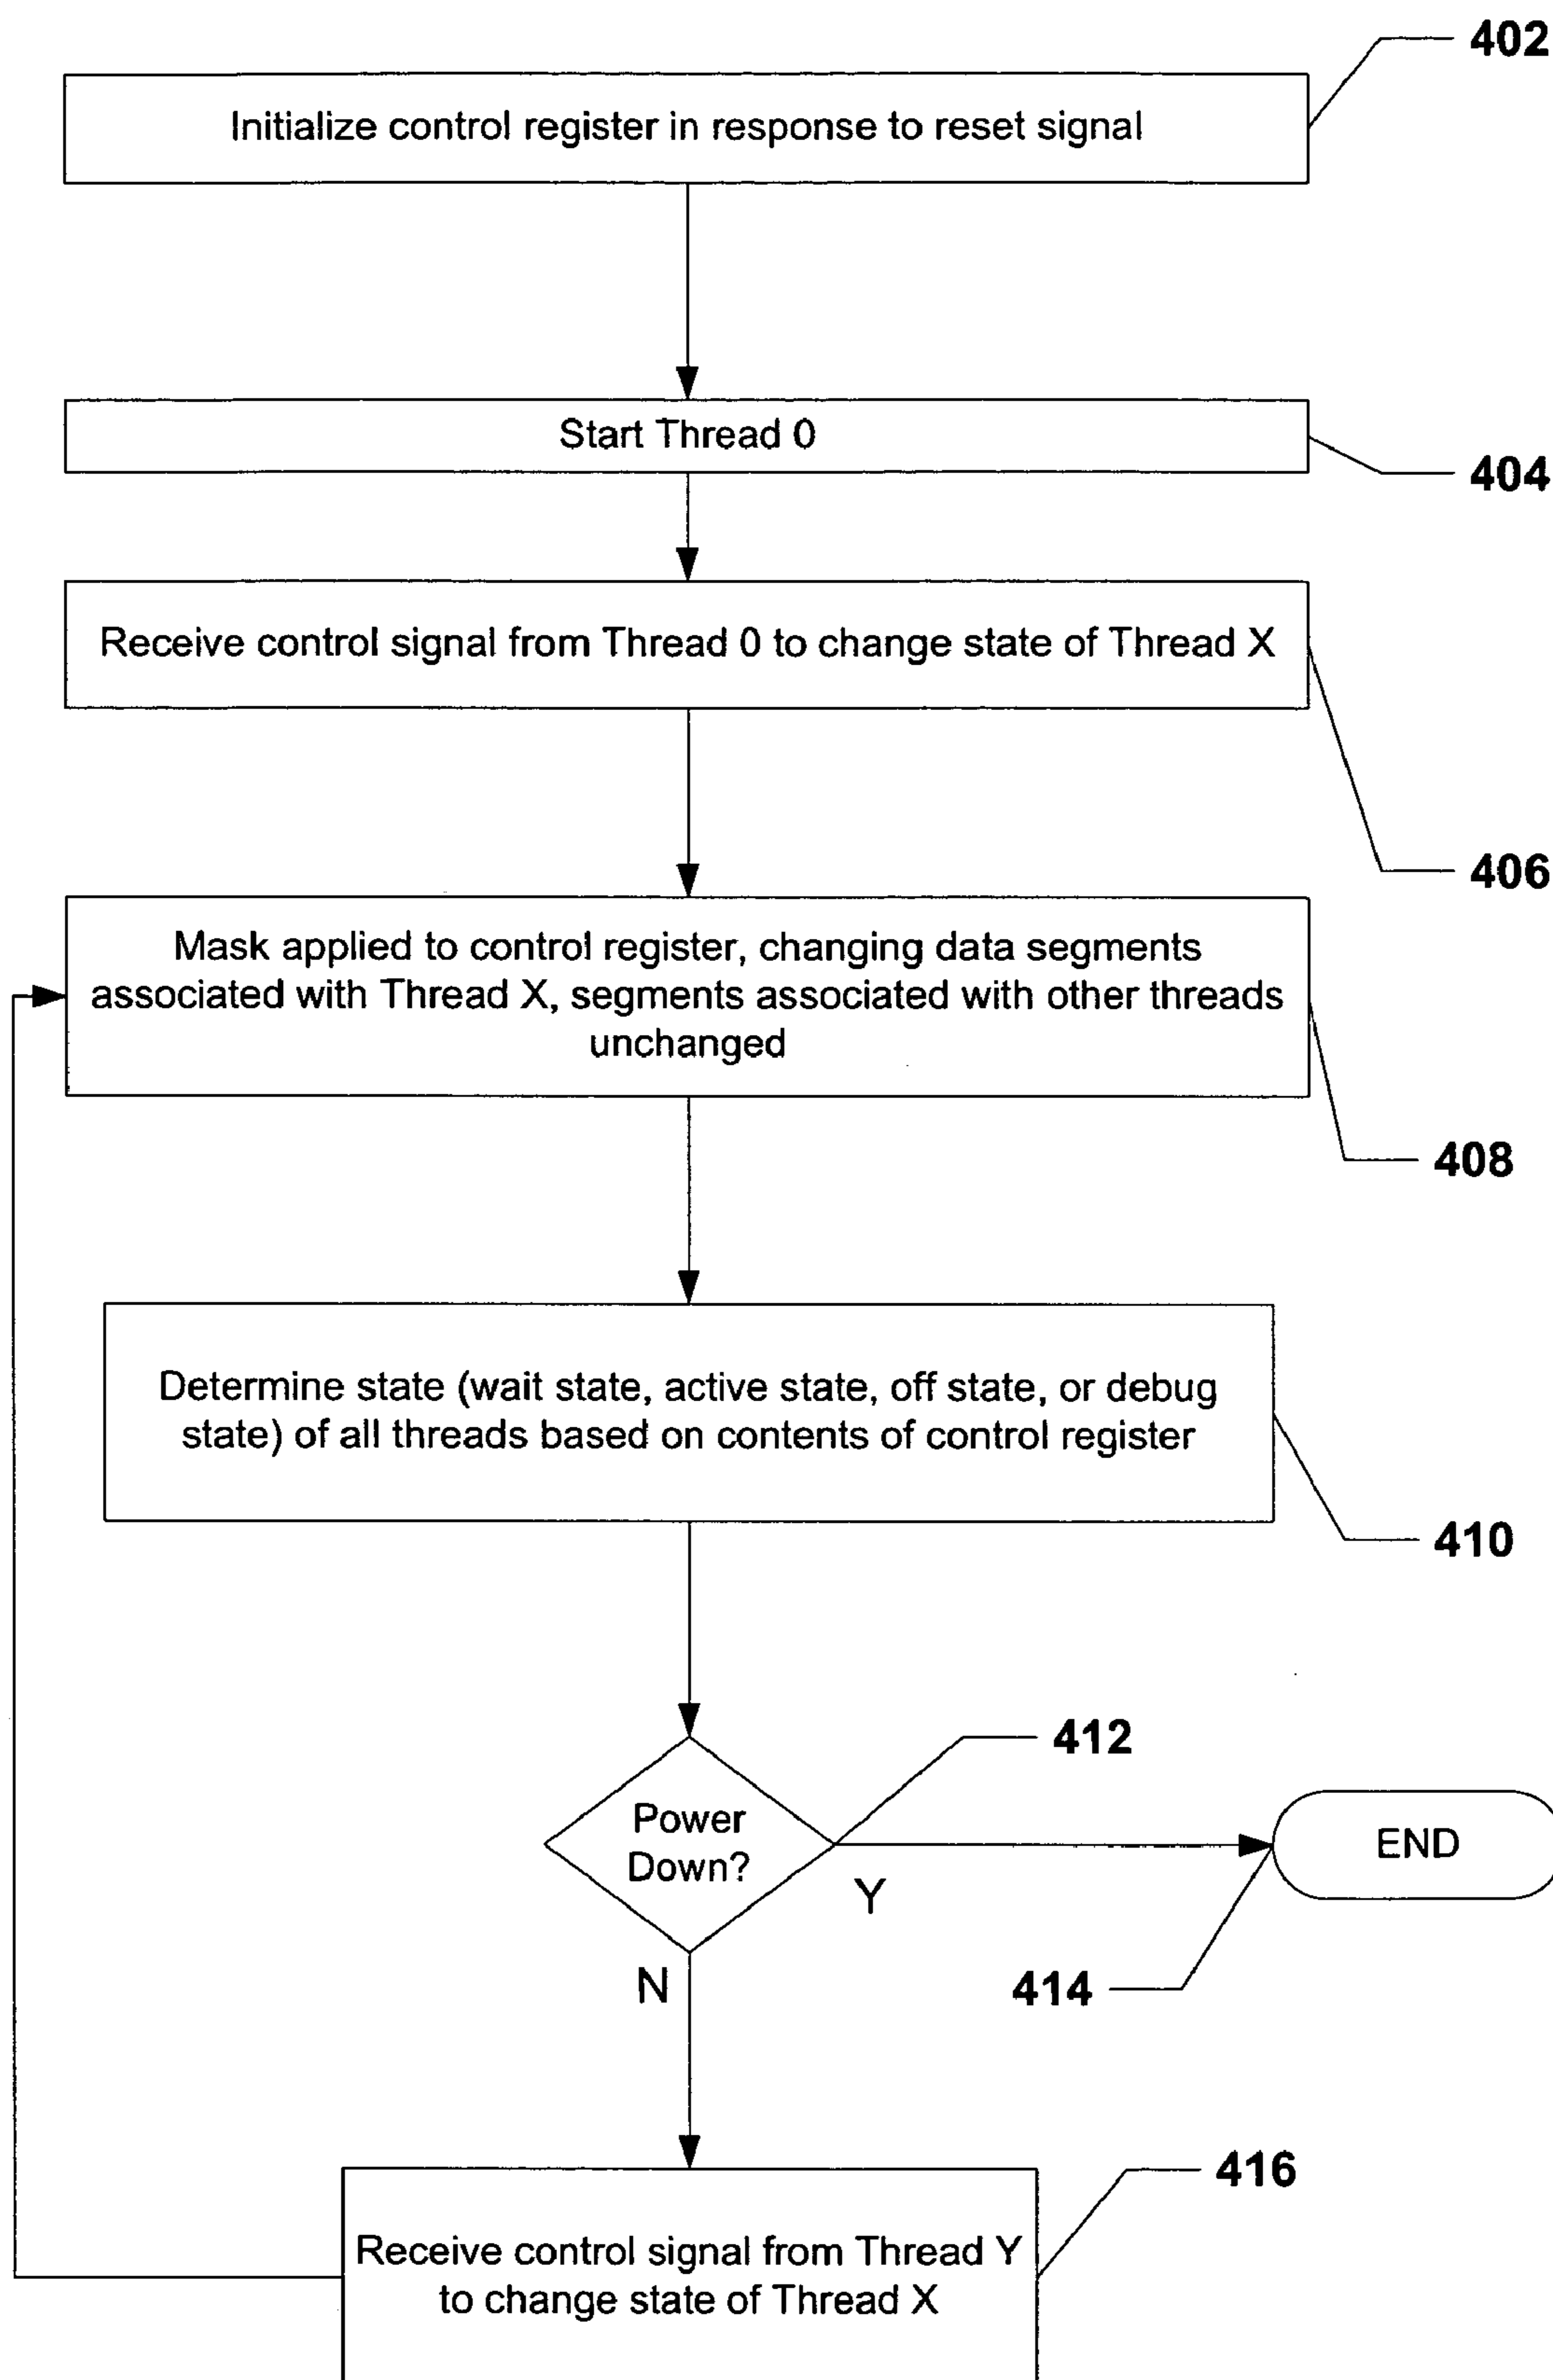 402
Initialize control register in response to reset signal
Start Thread 0
404
Receive control signal from Thread 0 to change state of Thread X
406
Mask applied to control register, changing data segments
associated with Thread X, segments associated with other threads
unchanged
408
Determine state (wait state, active state, off state, or debug
state) of all threads based on contents of control register
410
412
Power
Down?
END
Y
N
414
416
Receive control signal from Thread Y
to change state of Thread X